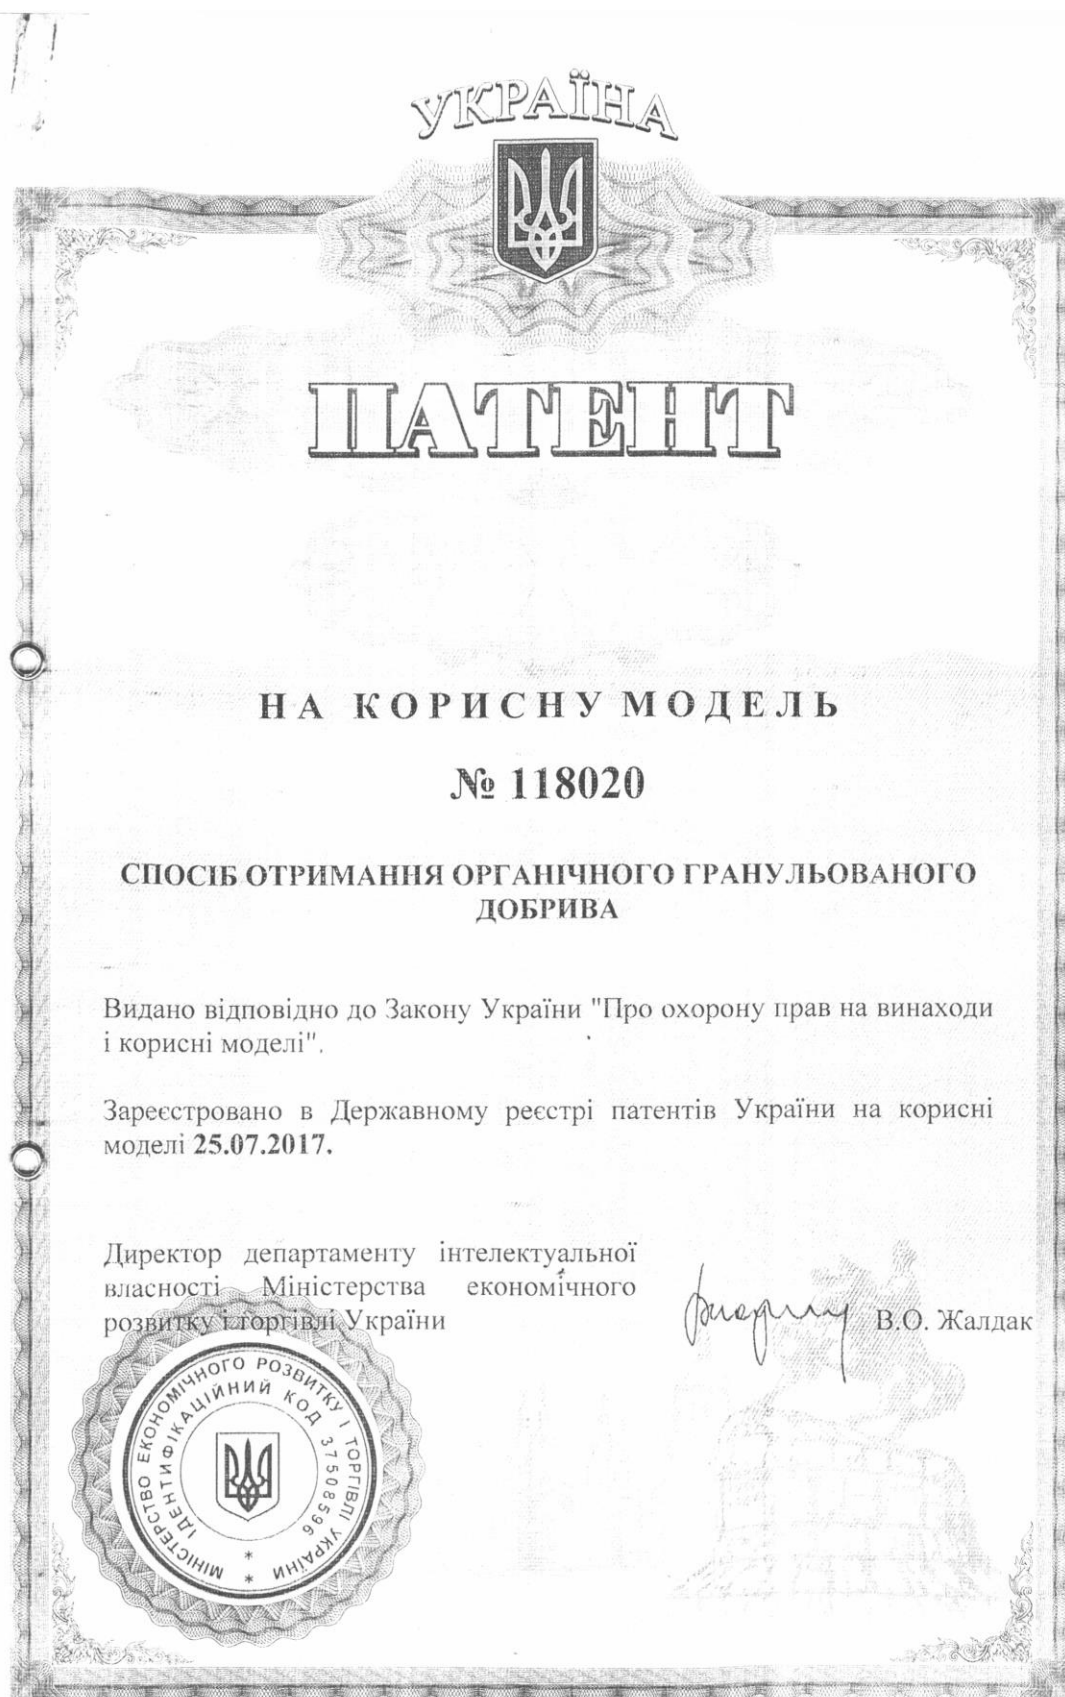 УКРАЇНА
ПАТЕНТ
НА КОРИСНУ МОДЕЛЬ
№ 118020
СПОСІБ ОТРИМАННЯ ОРГАНІЧНОГО ГРАНУЛЬОВАНОГО
ДОБРИВА
Видано відповідно до Закону України "Про охорону прав на винаходи
і корисні моделі".
Зареєстровано в Державному реєстрі патентів України на корисні
моделі 25.07.2017.
Директор департаменту інтелектуальної
власності Міністерства економічного
розвитку і торгівлі України
В.О. Жалдак
МІНІСТЕРСТВО ЕКОНОМІЧНОГО РОЗВИТКУ І ТОРГІВЛІ УКРАЇНИ *
ІДЕНТИФІКАЦІЙНИЙ КОД 37508596 *